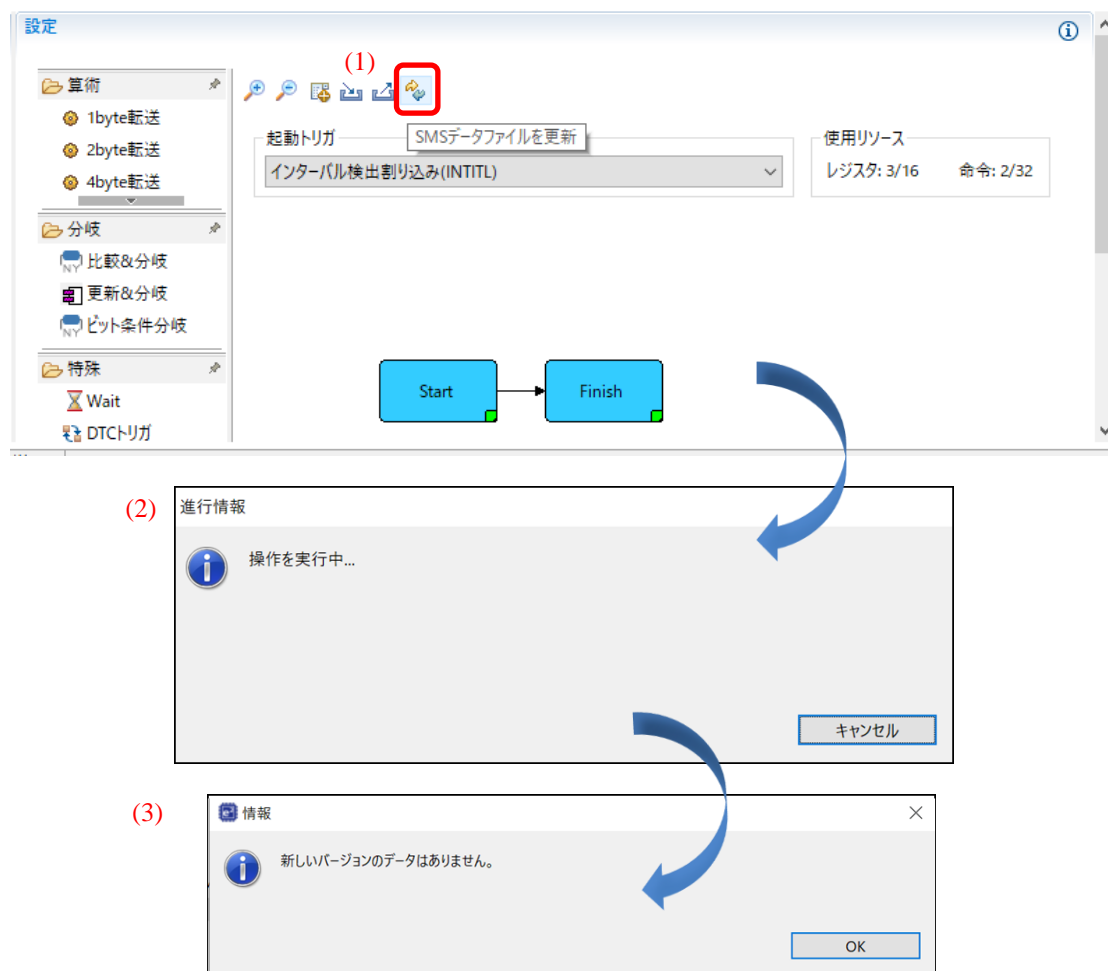 設定
(1)
算術
1byte転送
2byte転送
4byte転送
分岐
NY 比較&分岐
更新&分岐
NY ビット条件分岐
特殊
Wait
DTCトリガ
SMSデータファイルを更新
起動トリガ
インターバル検出割り込み(INTITL)
使用リソース
レジスタ: 3/16 命令: 2/32
Start
Finish
(2)
進行情報
操作を実行中...
キャンセル
(3)
情報
新しいバージョンのデータはありません。
OK